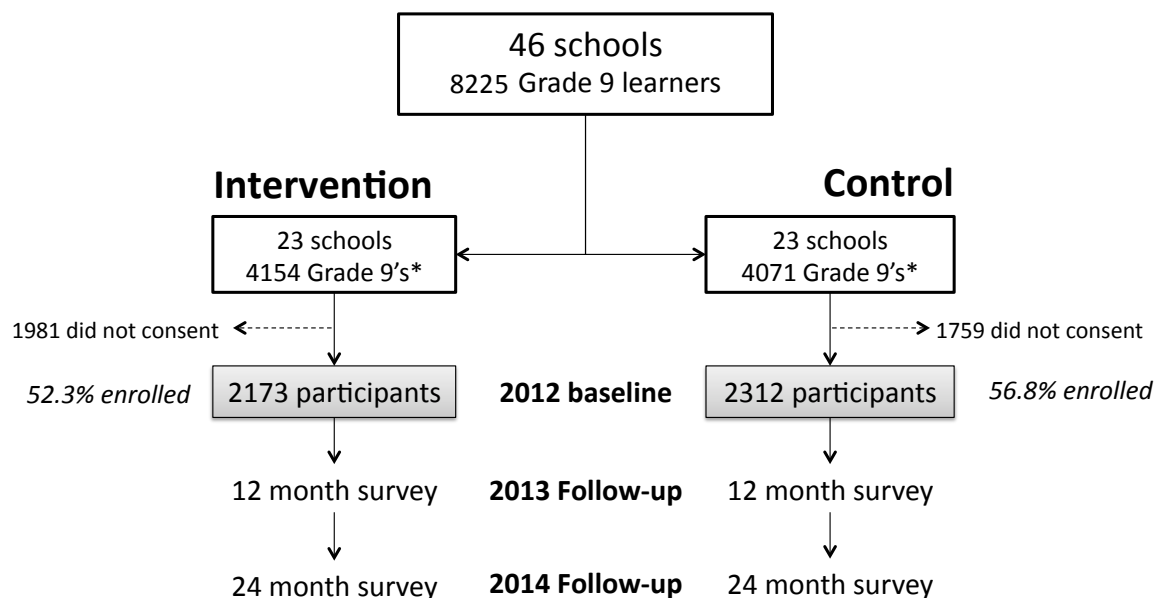 46 schools
8225 Grade 9 learners
Intervention
Control
23 schools
4154 Grade 9's*
23 schools
4071 Grade 9's*
1981 did not consent
1759 did not consent
52.3% enrolled
2173 participants
2012 baseline
2312 participants
56.8% enrolled
12 month survey
2013 Follow-up
12 month survey
24 month survey
2014 Follow-up
24 month survey